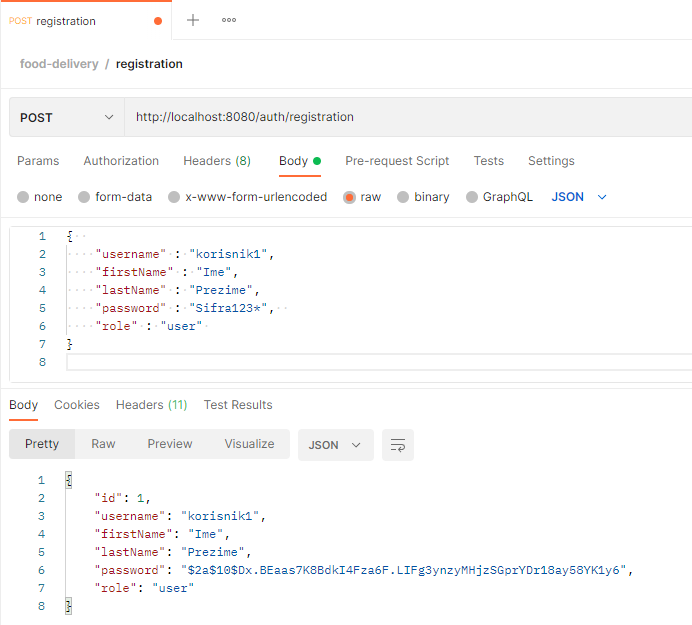 POST registration
food-delivery / registration
POST http://localhost:8080/auth/registration
Params Authorization Headers (8) Body Pre-request Script Tests Settings
none form-data x-www-form-urlencoded raw binary GraphQL JSON
1 {
2 "username" : "korisnik1",
3 "firstName" : "Ime",
4 "lastName" : "Prezime",
5 "password" : "Sifra123*",
6 "role" : "user"
7 }
8
Body Cookies Headers (11) Test Results
Pretty Raw Preview Visualize JSON
1 {
2 "id": 1,
3 "username": "korisnik1",
4 "firstName": "Ime",
5 "lastName": "Prezime",
6 "password": "$2a$10$Dx.BEaas7K8BdkI4Fza6F.LIFg3ynzyMHjzSGprYDr18ay58YK1y6",
7 "role": "user"
8 }